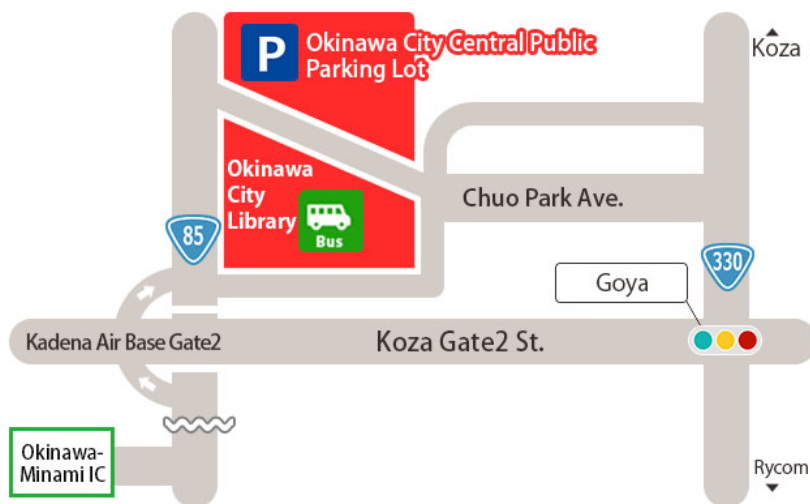 P
Okinawa City Central Public
Parking Lot
Koza
Okinawa
City
Library
Bus
Chuo Park Ave.
85
330
Goya
Kadena Air Base Gate2
Koza Gate2 St.
Okinawa-
Minami IC
Rycom